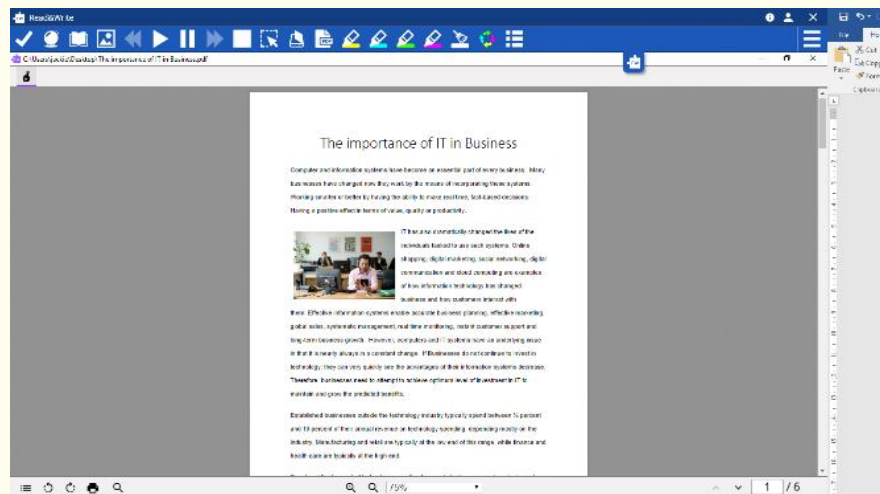 Read&Write
C:\Users\jackie\Desktop\The importance of IT in Business.pdf
File
Paste
Cut
Clipboard
The importance of IT in Business
Computer and information systems have become an essential part of every business. Many
businesses have changed how they work by the means of incorporating these systems.
Working smarter or better by having the ability to make real time, fact-based decisions.
Having a positive effect in terms of value, quality or productivity.
IT has also dramatically changed the lives of the
individuals tasked to use such systems. Online
shopping, digital marketing, social networking, digital
communication and cloud computing are examples
of how information technology has changed
business and how customers interact with
them. Effective information systems enable accurate business planning, effective marketing,
global sales, systematic management, real time monitoring, instant customer support and
long-term business growth. However, computers and IT systems have an underlying issue
in that it is nearly always in a constant change. If Businesses do not continue to invest in
technology, they can very quickly see the advantages of their information systems decrease.
Therefore, businesses need to attempt to achieve optimum level of investment in IT to
maintain and grow the predicted benefits.
Established businesses outside the technology industry typically spend between ½ percent
and 10 percent of their annual revenue on technology spending, depending mostly on the
industry. Manufacturing and retail are typically at the low end of this range, while finance and
health care are typically at the high end.
75%
1 / 6